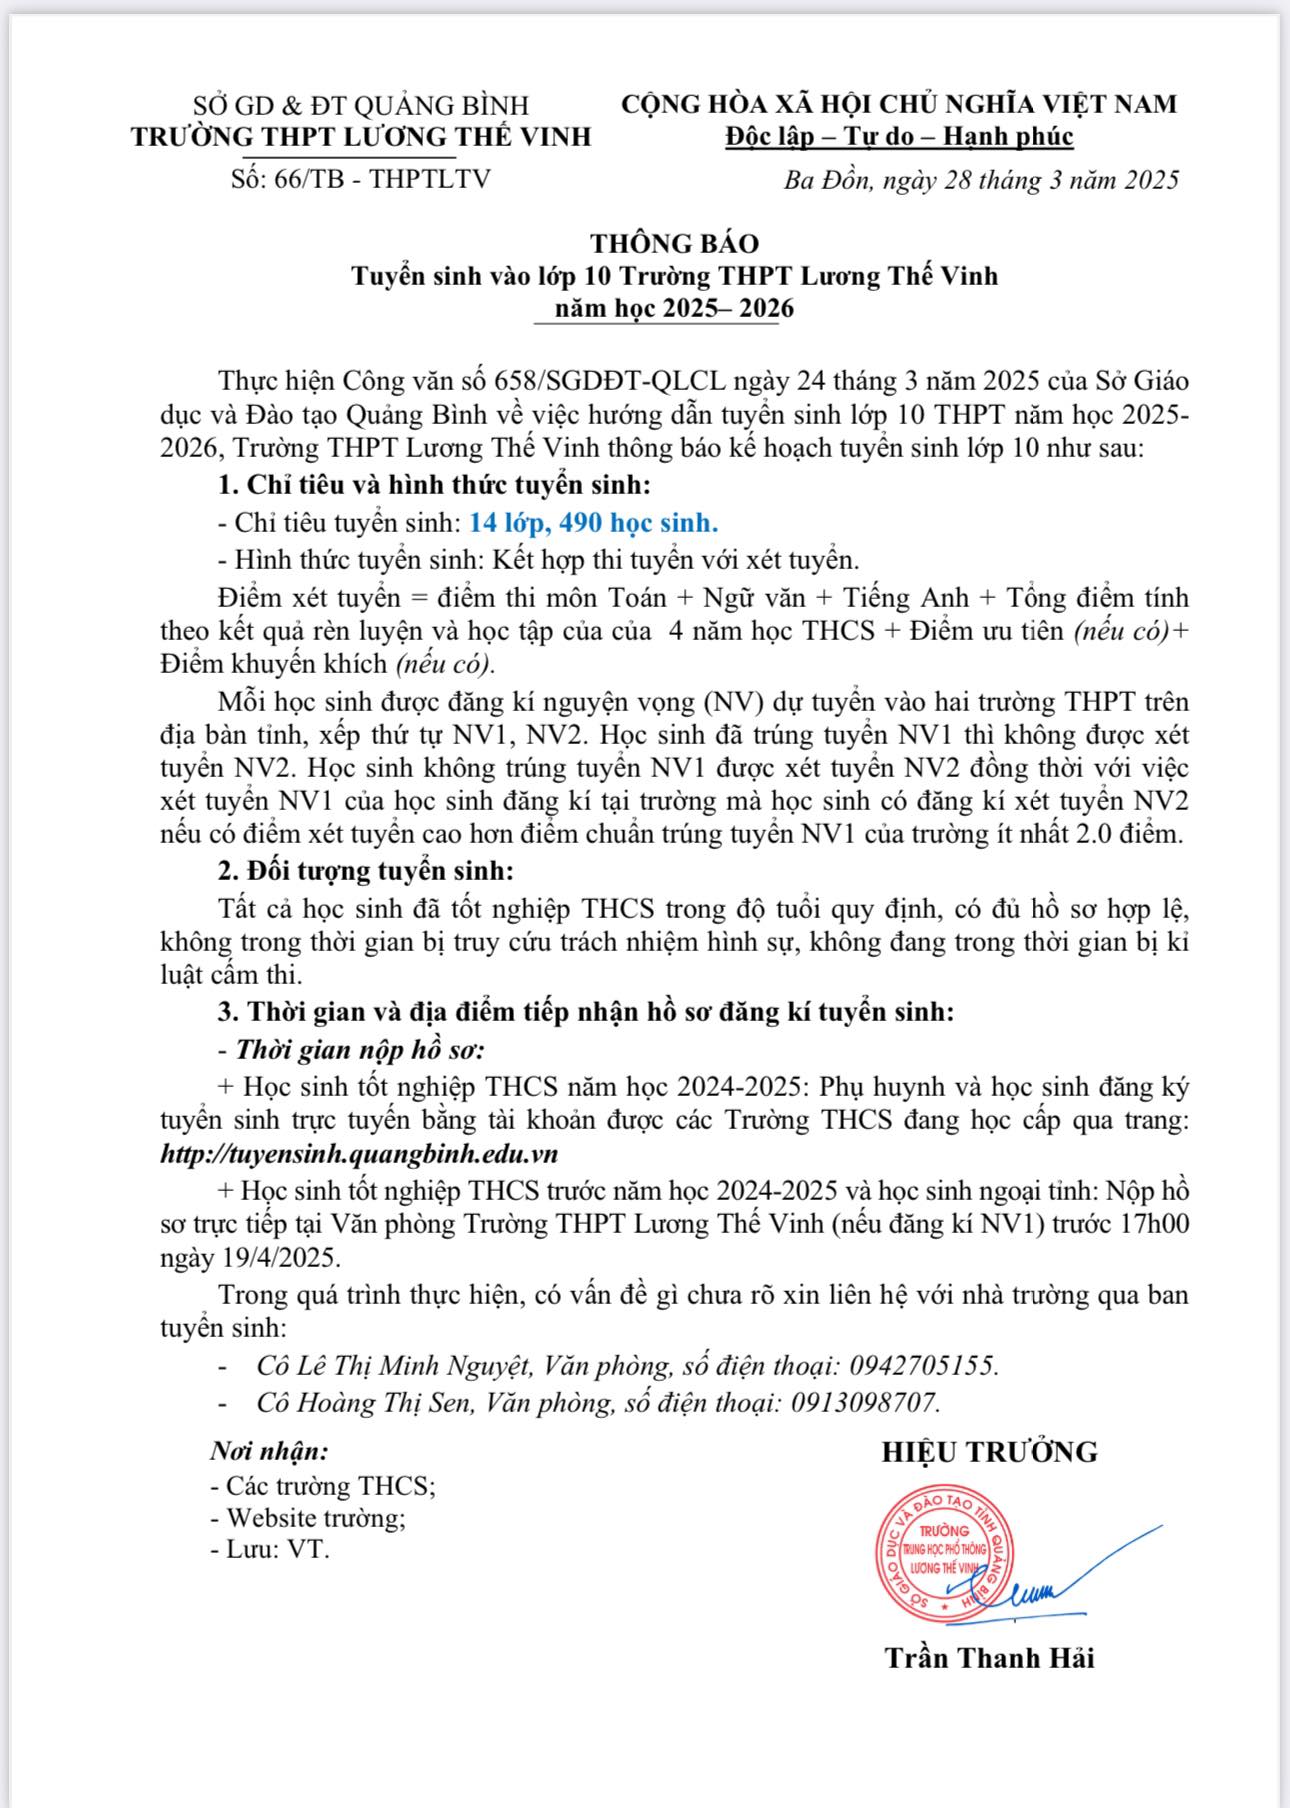 SỞ GD & ĐT QUẢNG BÌNH
TRƯỜNG THPT LƯƠNG THẾ VINH
Số: 66/TB - THPTLTV
CỘNG HÒA XÃ HỘI CHỦ NGHĨA VIỆT NAM
Độc lập – Tự do – Hạnh phúc
Ba Đồn, ngày 28 tháng 3 năm 2025
THÔNG BÁO
Tuyển sinh vào lớp 10 Trường THPT Lương Thế Vinh
năm học 2025– 2026
Thực hiện Công văn số 658/SGDĐT-QLCL ngày 24 tháng 3 năm 2025 của Sở Giáo
dục và Đào tạo Quảng Bình về việc hướng dẫn tuyển sinh lớp 10 THPT năm học 2025-
2026, Trường THPT Lương Thế Vinh thông báo kế hoạch tuyển sinh lớp 10 như sau:
1. Chỉ tiêu và hình thức tuyển sinh:
- Chỉ tiêu tuyển sinh: 14 lớp, 490 học sinh.
- Hình thức tuyển sinh: Kết hợp thi tuyển với xét tuyển.
Điểm xét tuyển = điểm thi môn Toán + Ngữ văn + Tiếng Anh + Tổng điểm tính
theo kết quả rèn luyện và học tập của của 4 năm học THCS + Điểm ưu tiên (nếu có)+
Điểm khuyến khích (nếu có).
Mỗi học sinh được đăng kí nguyện vọng (NV) dự tuyển vào hai trường THPT trên
địa bàn tỉnh, xếp thứ tự NV1, NV2. Học sinh đã trúng tuyển NV1 thì không được xét
tuyển NV2. Học sinh không trúng tuyển NV1 được xét tuyển NV2 đồng thời với việc
xét tuyển NV1 của học sinh đăng kí tại trường mà học sinh có đăng kí xét tuyển NV2
nếu có điểm xét tuyển cao hơn điểm chuẩn trúng tuyển NV1 của trường ít nhất 2.0 điểm.
2. Đối tượng tuyển sinh:
Tất cả học sinh đã tốt nghiệp THCS trong độ tuổi quy định, có đủ hồ sơ hợp lệ,
không trong thời gian bị truy cứu trách nhiệm hình sự, không đang trong thời gian bị kỉ
luật cấm thi.
3. Thời gian và địa điểm tiếp nhận hồ sơ đăng kí tuyển sinh:
- Thời gian nộp hồ sơ:
+ Học sinh tốt nghiệp THCS năm học 2024-2025: Phụ huynh và học sinh đăng ký
tuyển sinh trực tuyến bằng tài khoản được các Trường THCS đang học cấp qua trang:
http://tuyensinh.quangbinh.edu.vn
+ Học sinh tốt nghiệp THCS trước năm học 2024-2025 và học sinh ngoại tỉnh: Nộp hồ
sơ trực tiếp tại Văn phòng Trường THPT Lương Thế Vinh (nếu đăng kí NV1) trước 17h00
ngày 19/4/2025.
Trong quá trình thực hiện, có vấn đề gì chưa rõ xin liên hệ với nhà trường qua ban
tuyển sinh:
- Cô Lê Thị Minh Nguyệt, Văn phòng, số điện thoại: 0942705155.
- Cô Hoàng Thị Sen, Văn phòng, số điện thoại: 0913098707.
Nơi nhận:
- Các trường THCS;
- Website trường;
- Lưu: VT.
HIỆU TRƯỞNG
SỞ GIÁO DỤC VÀ ĐÀO TẠO TỈNH QUẢNG BÌNH
TRƯỜNG
TRUNG HỌC PHỔ THÔNG
LƯƠNG THẾ VINH
Trần Thanh Hải